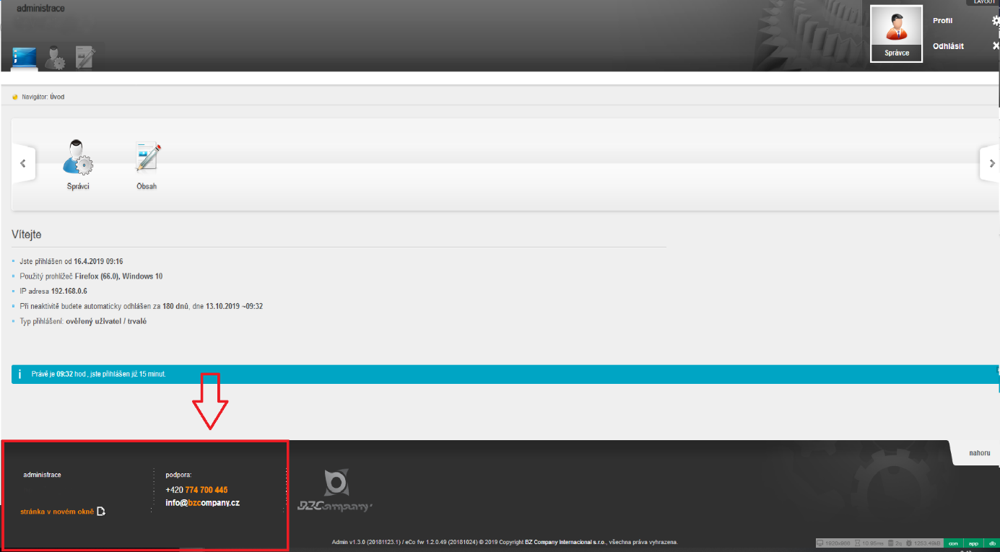 administrace
LAYOUT
Profil
Odhlásit
Správce
Navigátor: Úvod
Správci
Obsah
Vítejte
Jste přihlášen od 16.4.2019 09:16
Použitý prohlížeč Firefox (66.0), Windows 10
IP adresa 192.168.0.6
Při neaktivitě budete automaticky odhlášen za 180 dnů, dne 13.10.2019 ~09:32
Typ přihlášení: ověřený uživatel / trvalé
Právě je 09:32 hod , jste přihlášen již 15 minut.
nahoru
administrace
stránka v novém okně
podpora:
+420 774 700 445
info@bzcompany.cz
BZCompany
Admin v1.3.0 (20181123.1) / eCo fw 1.2.0.49 (20181024) © 2019 Copyright BZ Company Internacional s.r.o., všechna práva vyhrazena.
1920x966 10.95ms 2q 1253.49kB con app db